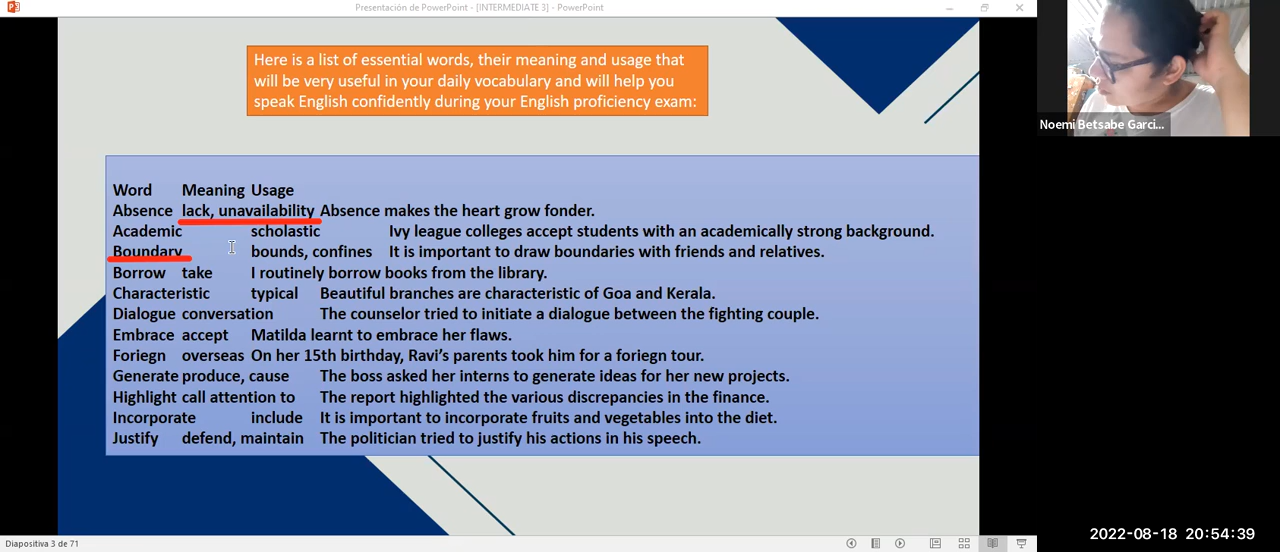 Presentación de PowerPoint - [INTERMEDIATE 3] - PowerPoint
Here is a list of essential words, their meaning and usage that
will be very useful in your daily vocabulary and will help you
speak English confidently during your English proficiency exam:
Noemi Betsabe Garci...
Word Meaning Usage
Absence lack, unavailability Absence makes the heart grow fonder.
Academic scholastic Ivy league colleges accept students with an academically strong background.
Boundary bounds, confines It is important to draw boundaries with friends and relatives.
Borrow take I routinely borrow books from the library.
Characteristic typical Beautiful branches are characteristic of Goa and Kerala.
Dialogue conversation The counselor tried to initiate a dialogue between the fighting couple.
Embrace accept Matilda learnt to embrace her flaws.
Foriegn overseas On her 15th birthday, Ravi's parents took him for a foriegn tour.
Generate produce, cause The boss asked her interns to generate ideas for her new projects.
Highlight call attention to The report highlighted the various discrepancies in the finance.
Incorporate include It is important to incorporate fruits and vegetables into the diet.
Justify defend, maintain The politician tried to justify his actions in his speech.
Diapositiva 3 de 71
2022-08-18 20:54:39